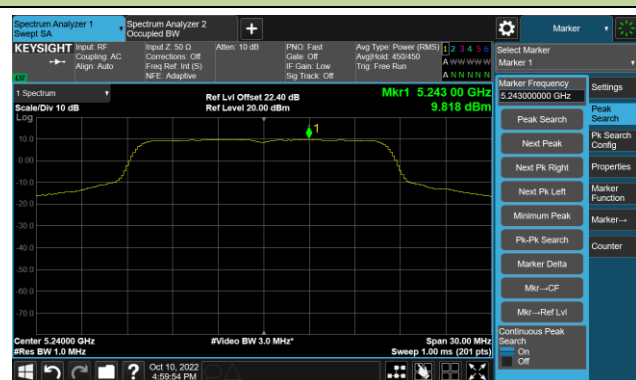 Spectrum Analyzer 1
Swept SA
Spectrum Analyzer 2
Occupied BW
Marker
KEYSIGHT
Input: RF
Coupling: AC
Align: Auto
Input Z: 50 Ω
Corrections: Off
Freq Ref: Int (S)
NFE: Adaptive
Atten: 10 dB
PNO: Fast
Gate: Off
IF Gain: Low
Sig Track: Off
Avg Type: Power (RMS)
Avg|Hold: 450/450
Trig: Free Run
1 2 3 4 5 6
A W W W W W
A N N N N N
LW
Select Marker
Marker 1
1 Spectrum
Scale/Div 10 dB
Log
Ref Lvl Offset 22.40 dB
Ref Level 20.00 dBm
Mkr1 5.243 00 GHz
9.818 dBm
1
10.0
0.00
-10.0
-20.0
-30.0
-40.0
-50.0
-60.0
-70.0
Center 5.24000 GHz
#Res BW 1.0 MHz
#Video BW 3.0 MHz*
Span 30.00 MHz
Sweep 1.00 ms (201 pts)
Marker Frequency
5.243000000 GHz
Peak Search
Next Peak
Next Pk Right
Next Pk Left
Minimum Peak
Pk-Pk Search
Marker Delta
Mkr→CF
Mkr→Ref Lvl
Continuous Peak
Search
On
Off
Settings
Peak
Search
Pk Search
Config
Properties
Marker
Function
Marker→
Counter
?
Oct 10, 2022
4:59:54 PM